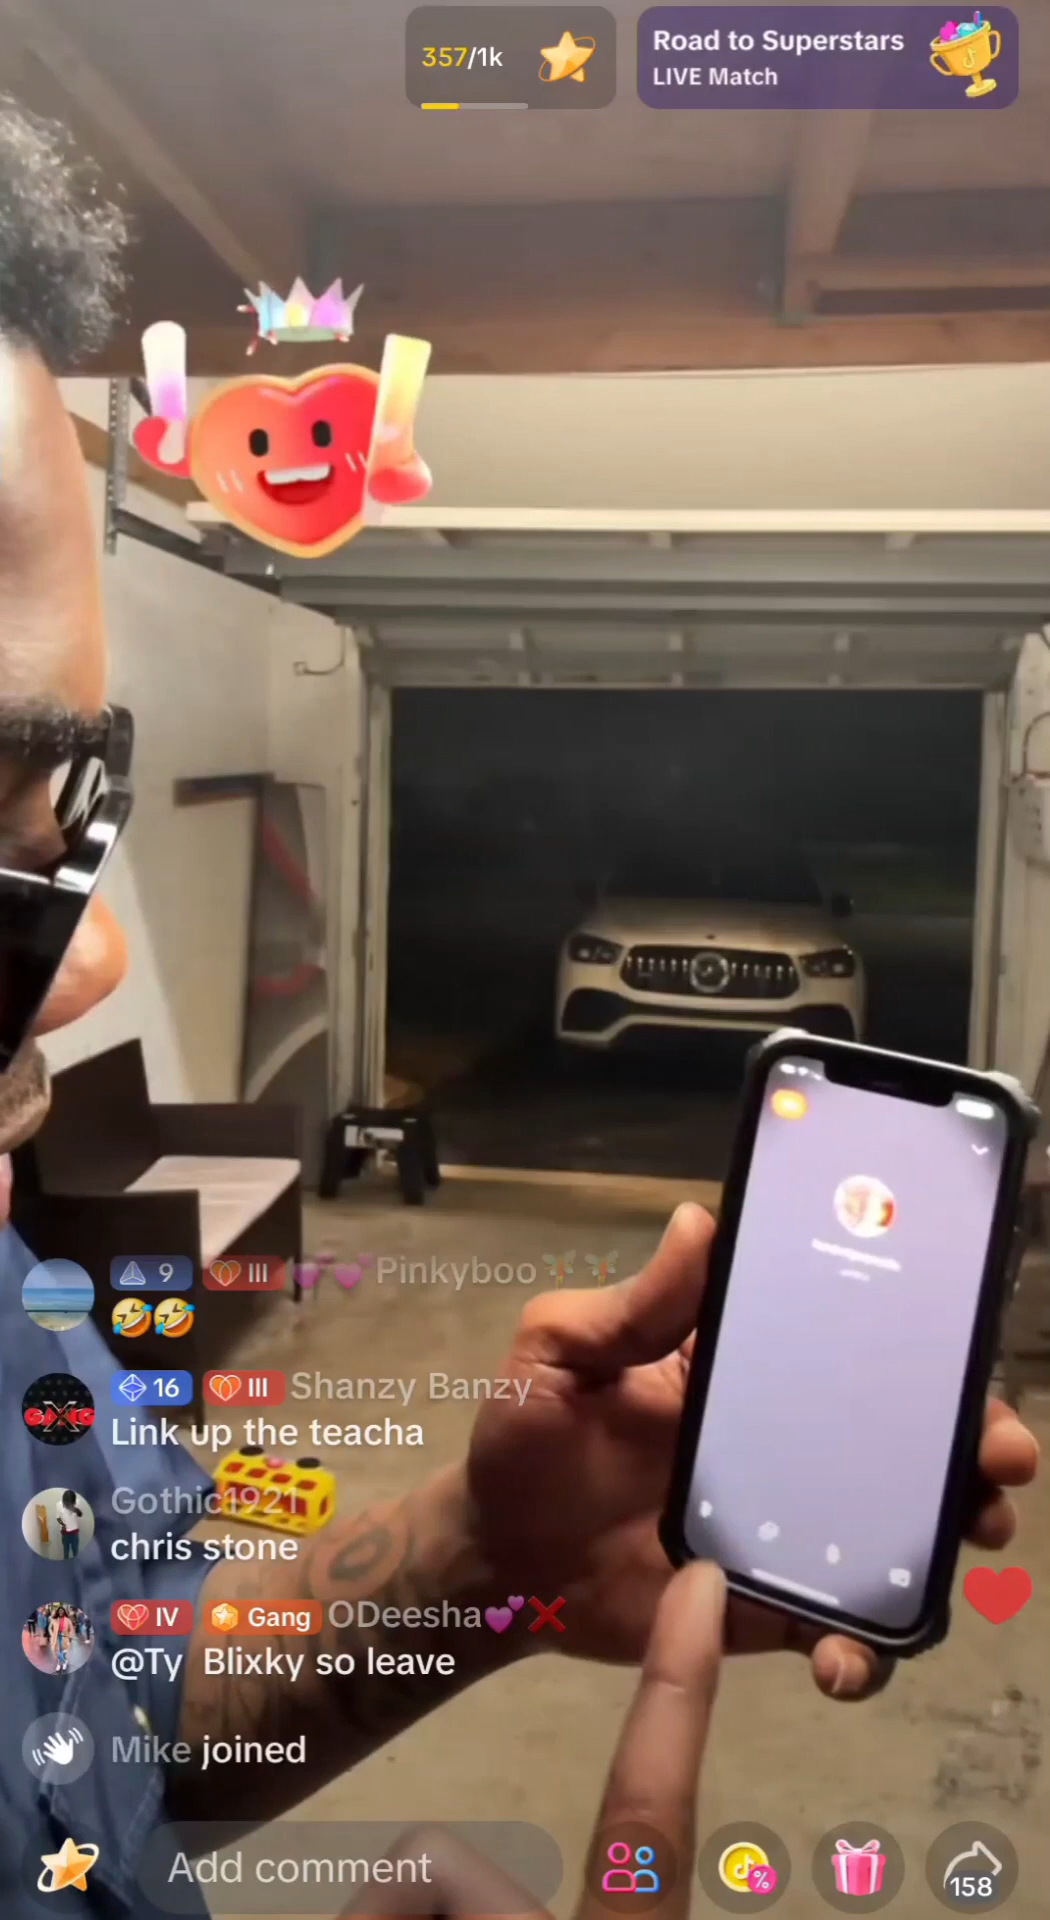 357/1k
Road to Superstars
LIVE Match
9 III 💕💕Pinkyboo🧚🧚
🤣🤣
16 III Shanzy Banzy
Link up the teacha
Gothic1921
chris stone
IV Gang ODeesha💕❌
@Ty Blixky so leave
Mike joined
Add comment
158